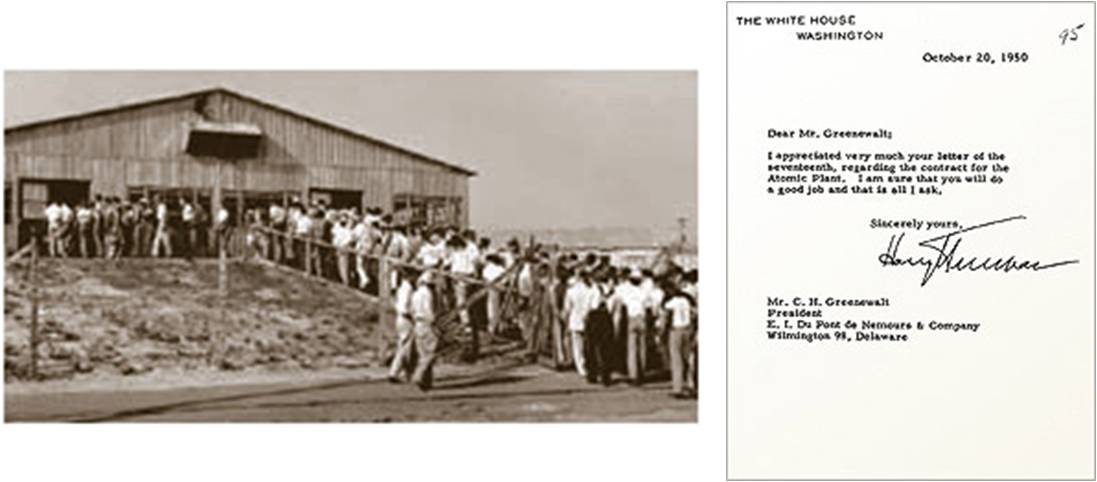 THE WHITE HOUSE
WASHINGTON
95
October 20, 1950
Dear Mr. Greenewalt:
I appreciated very much your letter of the
seventeenth, regarding the contract for the
Atomic Plant. I am sure that you will do
a good job and that is all I ask.
Sincerely yours,
Harry Truman
Mr. C. H. Greenewalt
President
E. I. Du Pont de Nemours & Company
Wilmington 98, Delaware